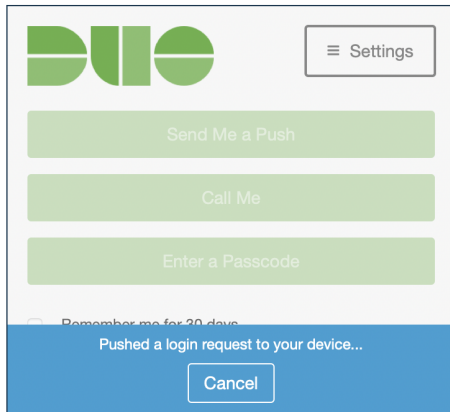 DUO
≡ Settings
Send Me a Push
Call Me
Enter a Passcode
Remember me for 30 days
Pushed a login request to your device...
Cancel